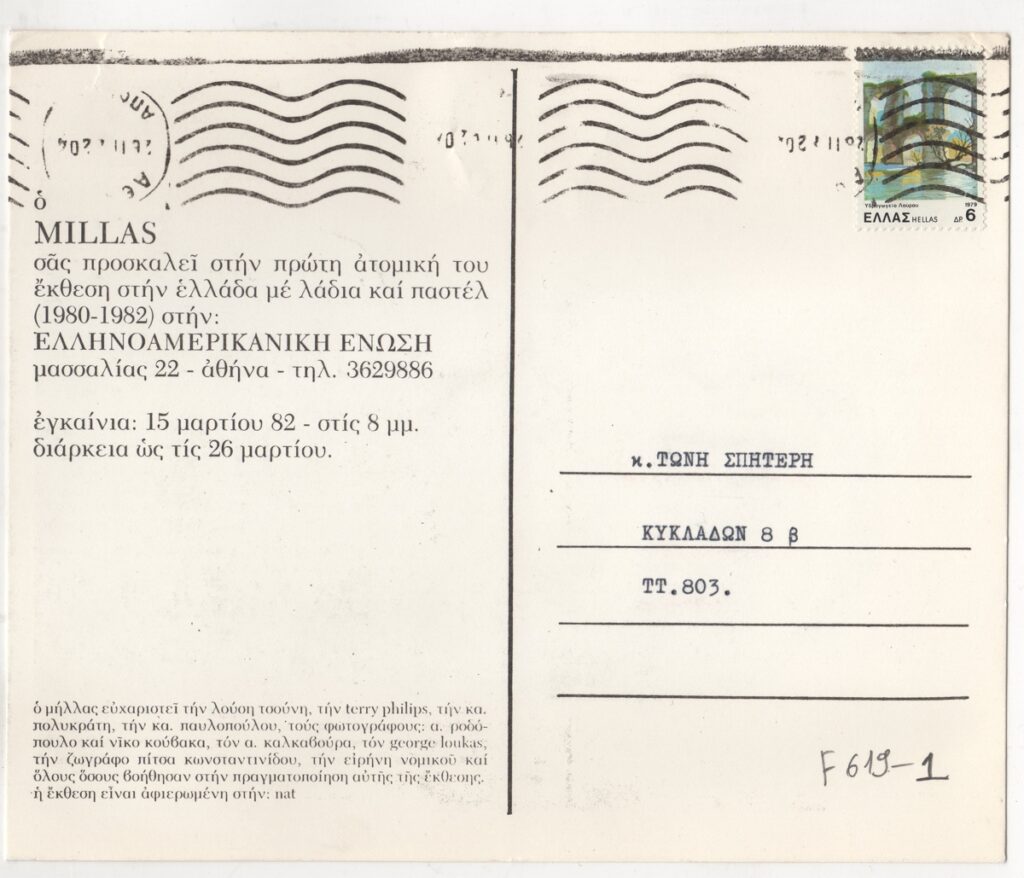 ὁ
MILLAS
σᾶς προσκαλεῖ στήν πρώτη ἀτομική του
ἔκθεση στήν ἑλλάδα μέ λάδια καί παστέλ
(1980-1982) στήν:
ΕΛΛΗΝΟΑΜΕΡΙΚΑΝΙΚΗ ΕΝΩΣΗ
μασσαλίας 22 - ἀθήνα - τηλ. 3629886
ἐγκαίνια: 15 μαρτίου 82 - στίς 8 μμ.
διάρκεια ὡς τίς 26 μαρτίου.
ὁ μήλλας εὐχαριστεῖ τήν λούση τσούνη, τήν terry philips, τήν κα.
πολυκράτη, τήν κα. παυλοπούλου, τούς φωτογράφους: α. ροδό-
πουλο καί νῖκο κούβακα, τόν α. καλκαβούρα, τόν george loukas,
τήν ζωγράφο πίτσα κωνσταντινίδου, τήν εἰρήνη νομικοῦ καί
ὅλους ὅσους βοήθησαν στήν πραγματοποίηση αὐτῆς τῆς ἔκθεσης.
ἡ ἔκθεση εἶναι ἀφιερωμένη στήν: nat
Υδραγωγείο Λούρου 1979
ΕΛΛΑΣ HELLAS ΔΡ. 6
κ.ΤΩΝΗ ΣΠΗΤΕΡΗ
ΚΥΚΛΑΔΩΝ 8 β
ΤΤ.803.
F 619-1